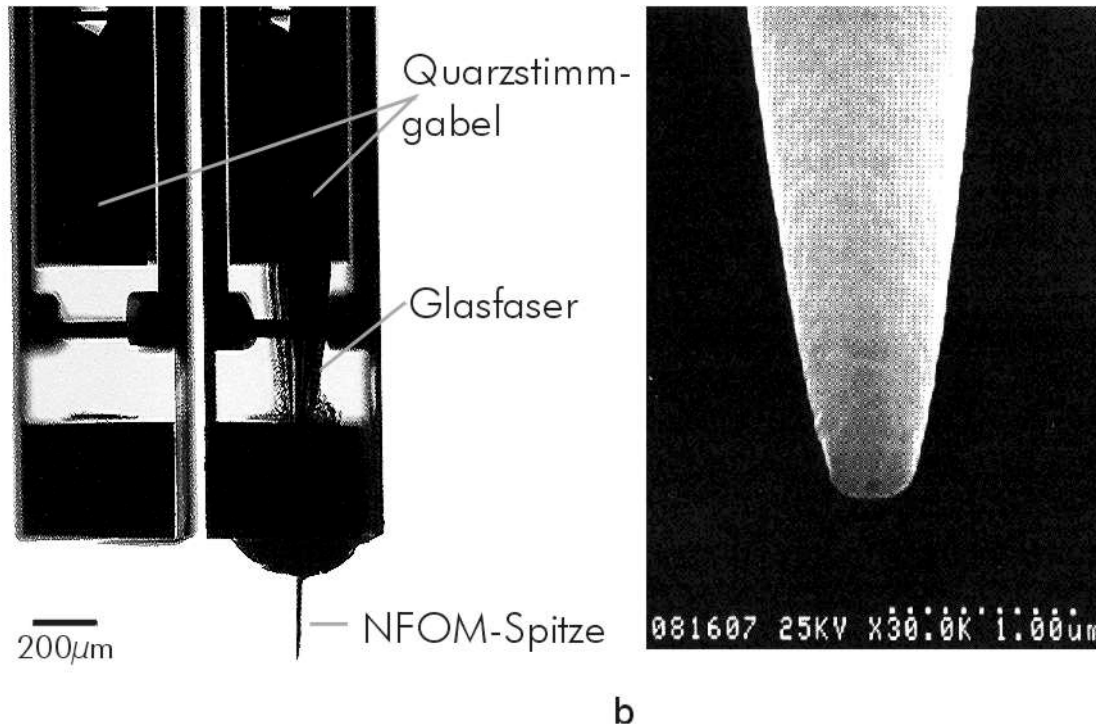 Quarzstimm-
gabel
Glasfaser
NFOM-Spitze
200µm
081607 25KV X30.0K 1.00um
b